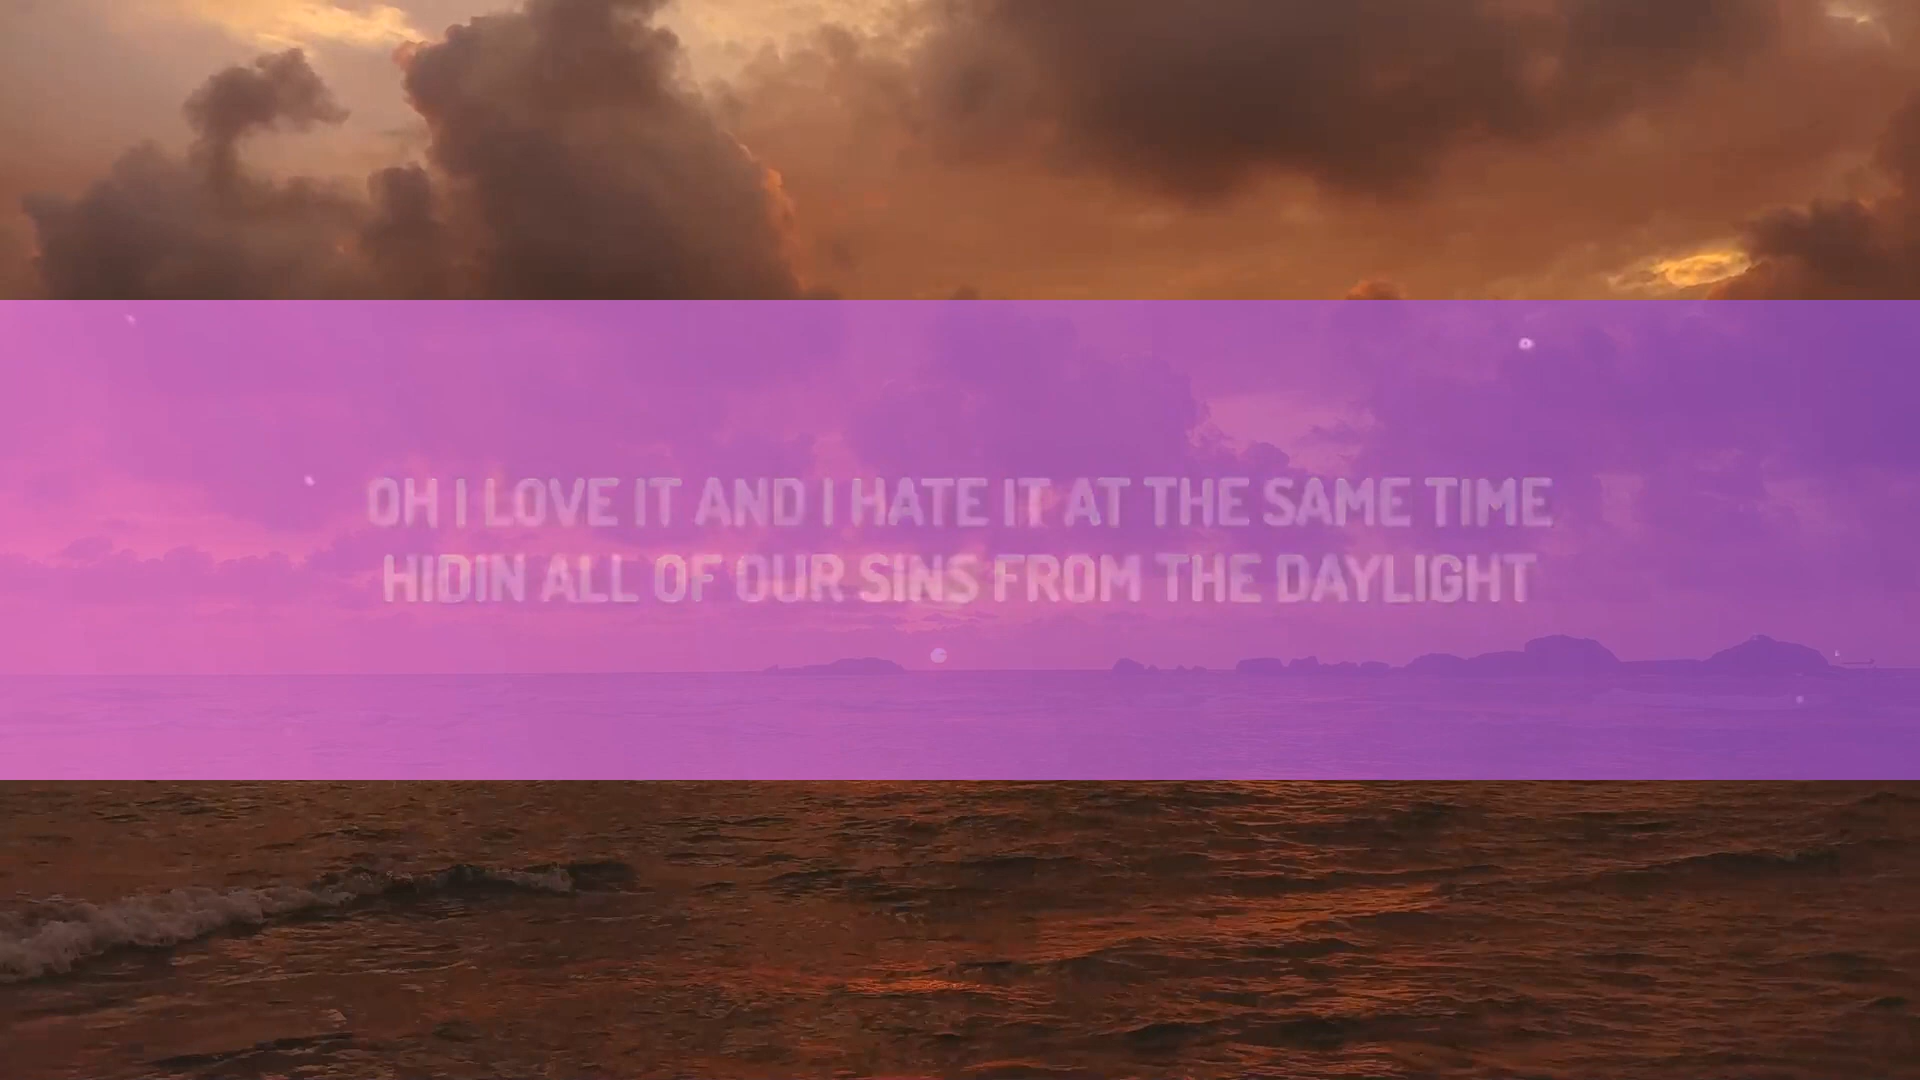 OH I LOVE IT AND I HATE IT AT THE SAME TIME
HIDIN ALL OF OUR SINS FROM THE DAYLIGHT